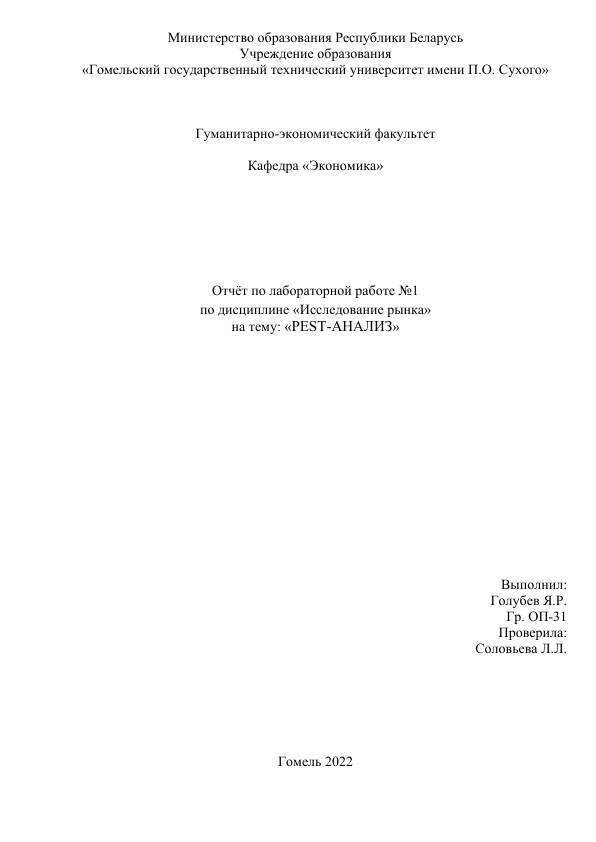 Министерство образования Республики Беларусь
Учреждение образования
«Гомельский государственный технический университет имени П.О. Сухого»
Гуманитарно-экономический факультет
Кафедра «Экономика»
Отчёт по лабораторной работе №1
по дисциплине «Исследование рынка»
на тему: «PEST-АНАЛИЗ»
Выполнил:
Голубев Я.Р.
Гр. ОП-31
Проверила:
Соловьева Л.Л.
Гомель 2022